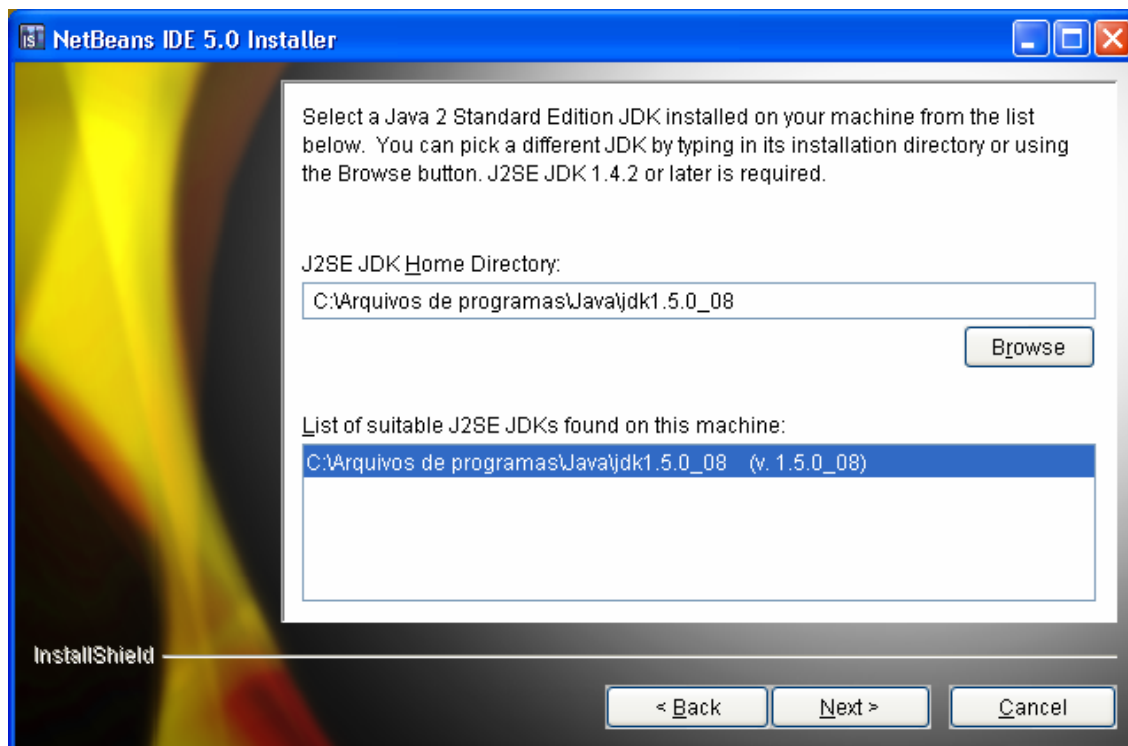 NetBeans IDE 5.0 Installer
Select a Java 2 Standard Edition JDK installed on your machine from the list
below.  You can pick a different JDK by typing in its installation directory or using
the Browse button. J2SE JDK 1.4.2 or later is required.
J2SE JDK Home Directory:
C:\Arquivos de programas\Java\jdk1.5.0_08
Browse
List of suitable J2SE JDKs found on this machine:
C:\Arquivos de programas\Java\jdk1.5.0_08    (v. 1.5.0_08)
InstallShield
< Back
Next >
Cancel